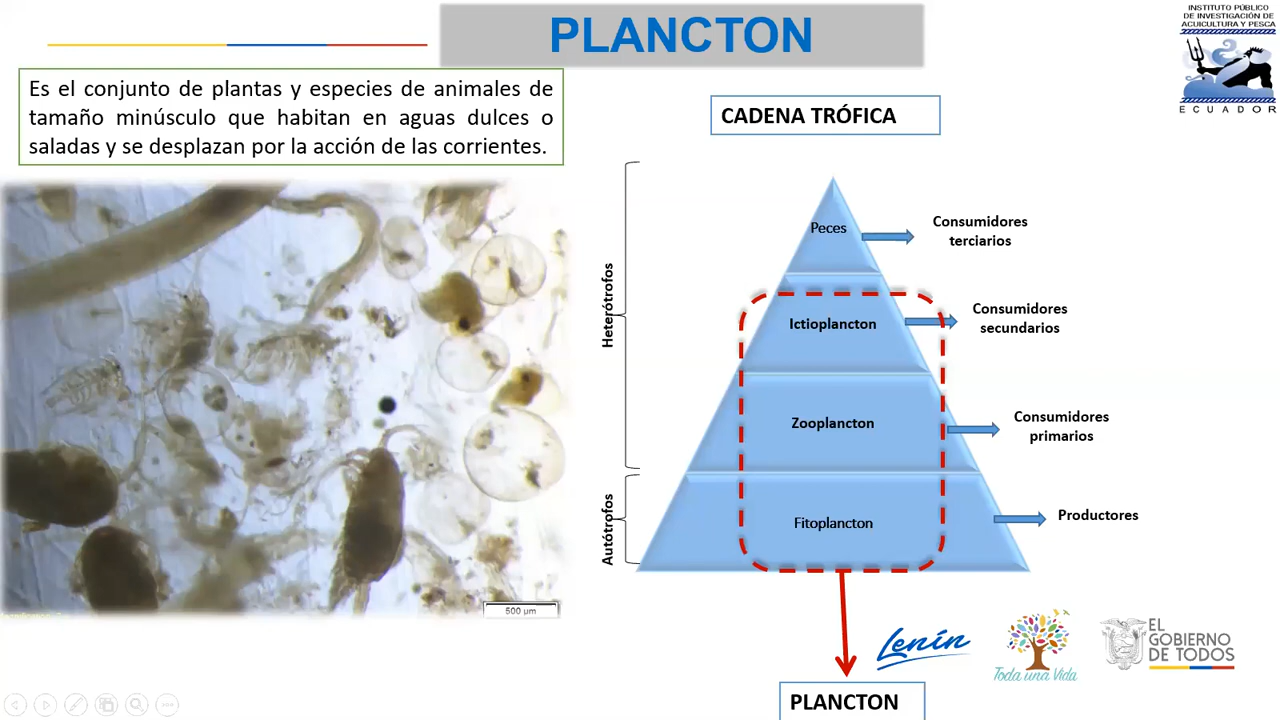 PLANCTON
INSTITUTO PÚBLICO
DE INVESTIGACIÓN DE
ACUICULTURA Y PESCA
ECUADOR
Es el conjunto de plantas y especies de animales de
tamaño minúsculo que habitan en aguas dulces o
saladas y se desplazan por la acción de las corrientes.
CADENA TRÓFICA
Heterótrofos
Autótrofos
Peces
Consumidores
terciarios
Ictioplancton
Consumidores
secundarios
Zooplancton
Consumidores
primarios
Fitoplancton
Productores
500 µm
PLANCTON
Lenín
Toda una Vida
EL
GOBIERNO
DE TODOS